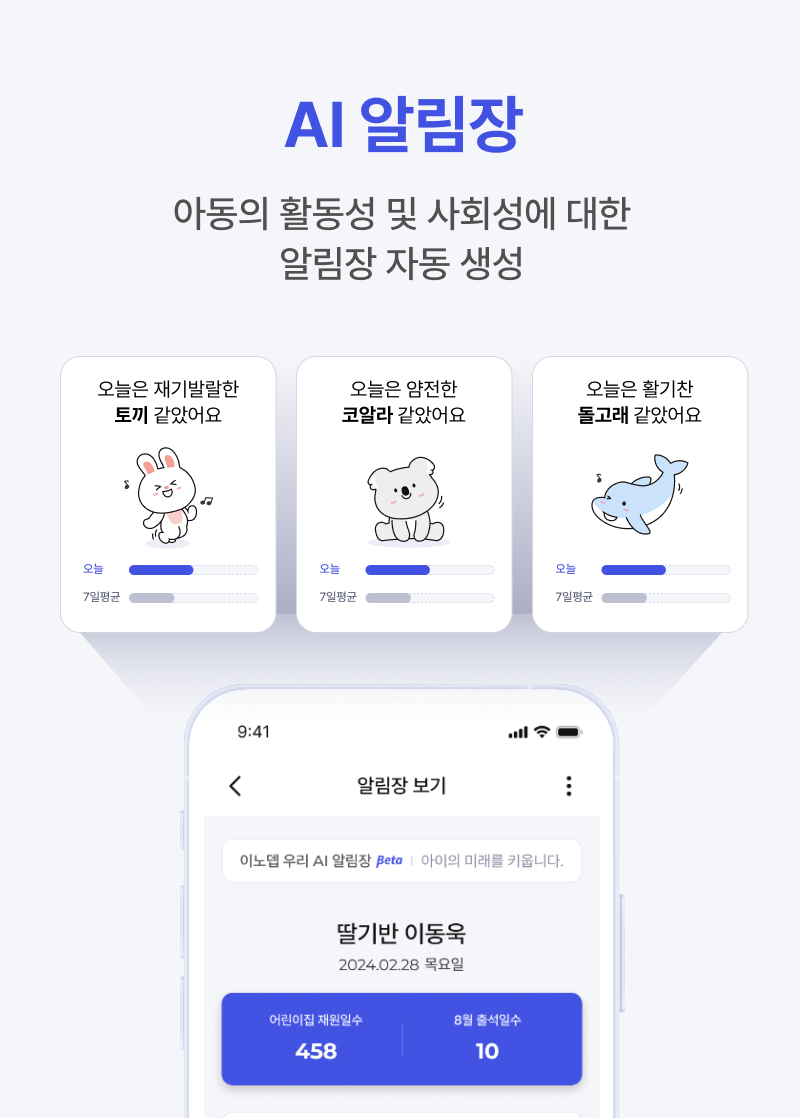 AI 알림장
아동의 활동성 및 사회성에 대한
알림장 자동 생성
오늘은 재기발랄한
토끼 같았어요
오늘
7일평균
오늘은 얌전한
코알라 같았어요
오늘
7일평균
오늘은 활기찬
돌고래 같았어요
오늘
7일평균
9:41
알림장 보기
이노뎁 우리 AI 알림장 βeta | 아이의 미래를 키웁니다.
딸기반 이동욱
2024.02.28 목요일
어린이집 재원일수
458
8월 출석일수
10